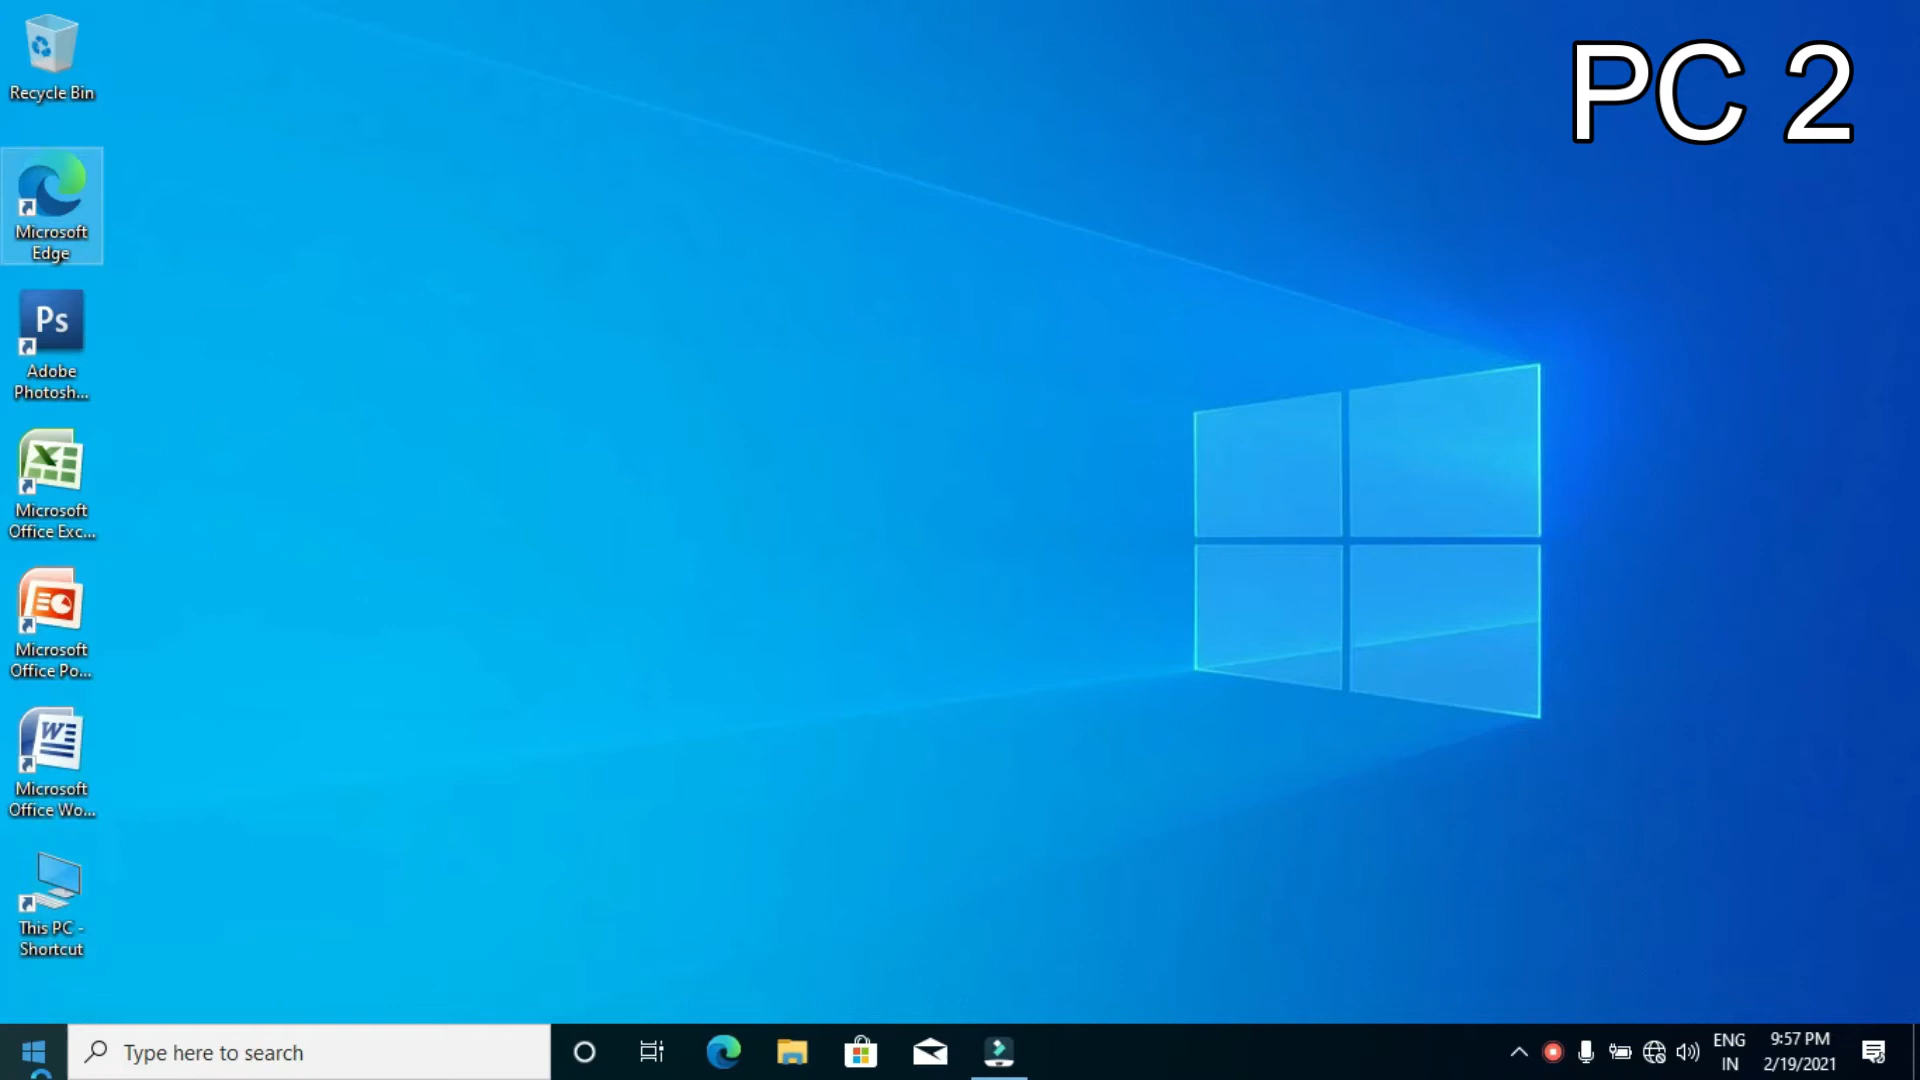 PC 2
Recycle Bin
Microsoft
Edge
Ps
Adobe
Photosh...
X
Microsoft
Office Exc...
Microsoft
Office Po...
W
Microsoft
Office Wo...
This PC -
Shortcut
Type here to search
ENG
IN
9:57 PM
2/19/2021